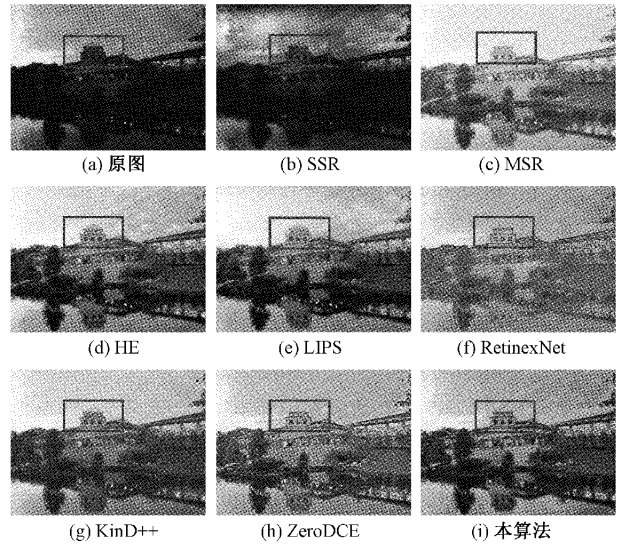 (a) 原图
(b) SSR
(c) MSR
(d) HE
(e) LIPS
(f) RetinexNet
(g) KinD++
(h) ZeroDCE
(i) 本算法